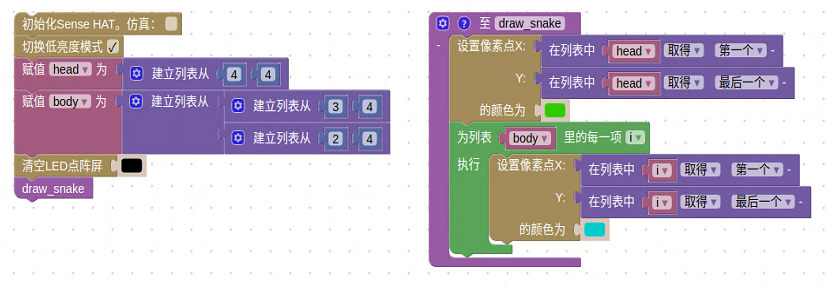 初始化Sense HAT。仿真：
切换低亮度模式 ✓
赋值 head 为 建立列表从 4 4
赋值 body 为 建立列表从 建立列表从 3 4
建立列表从 2 4
清空LED点阵屏
draw_snake
? 至 draw_snake
设置像素点X: 在列表中 head 取得 第一个 -
Y: 在列表中 head 取得 最后一个 -
的颜色为
为列表 body 里的每一项 i
执行 设置像素点X: 在列表中 i 取得 第一个 -
Y: 在列表中 i 取得 最后一个 -
的颜色为